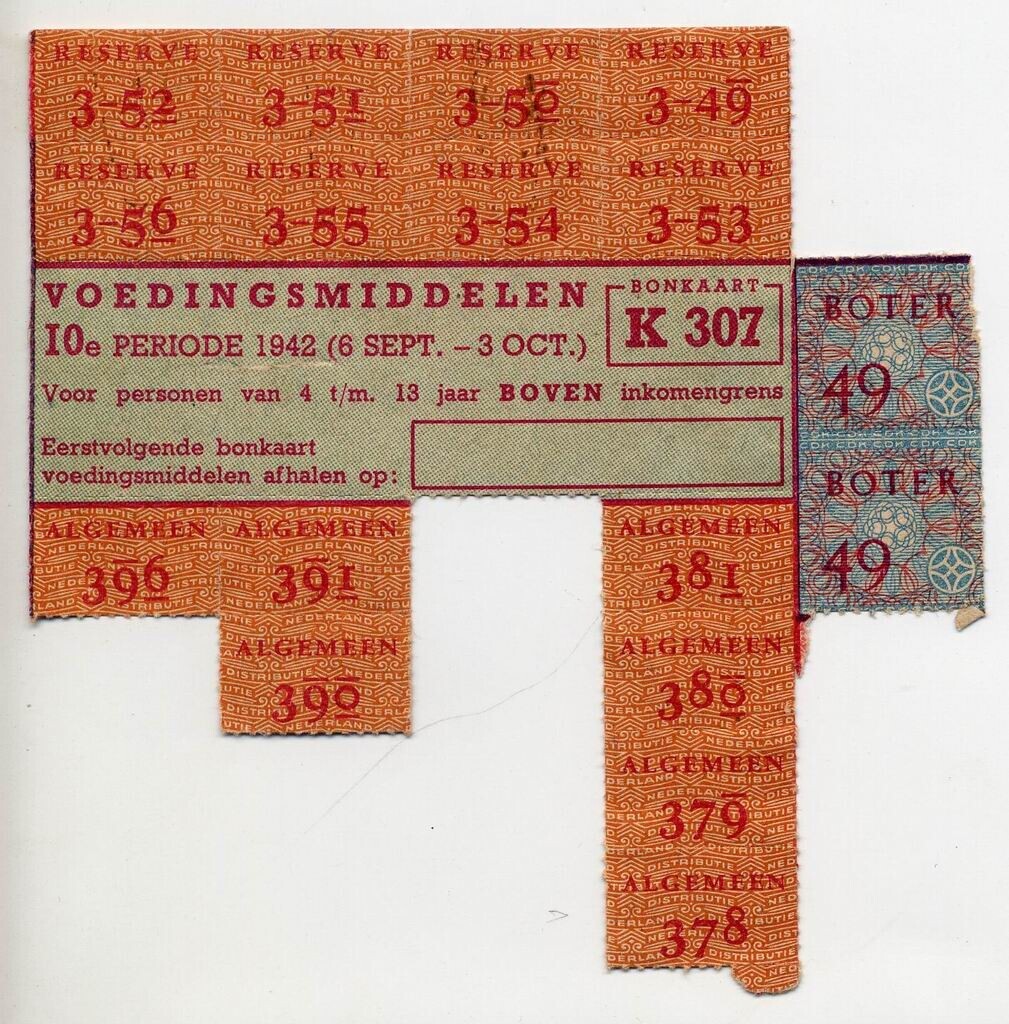 RESERVE RESERVE RESERVE RESERVE
3-52 3-51 3-50 3-49
RESERVE RESERVE RESERVE RESERVE
3-56 3-55 3-54 3-53
VOEDINGSMIDDELEN
10e PERIODE 1942 (6 SEPT. – 3 OCT.)
BONKAART
K 307
Voor personen van 4 t/m. 13 jaar BOVEN inkomengrens
Eerstvolgende bonkaart
voedingsmiddelen afhalen op:
BOTER
49
BOTER
49
ALGEMEEN ALGEMEEN ALGEMEEN
396 391 381
ALGEMEEN ALGEMEEN
390 380
ALGEMEEN
379
ALGEMEEN
378